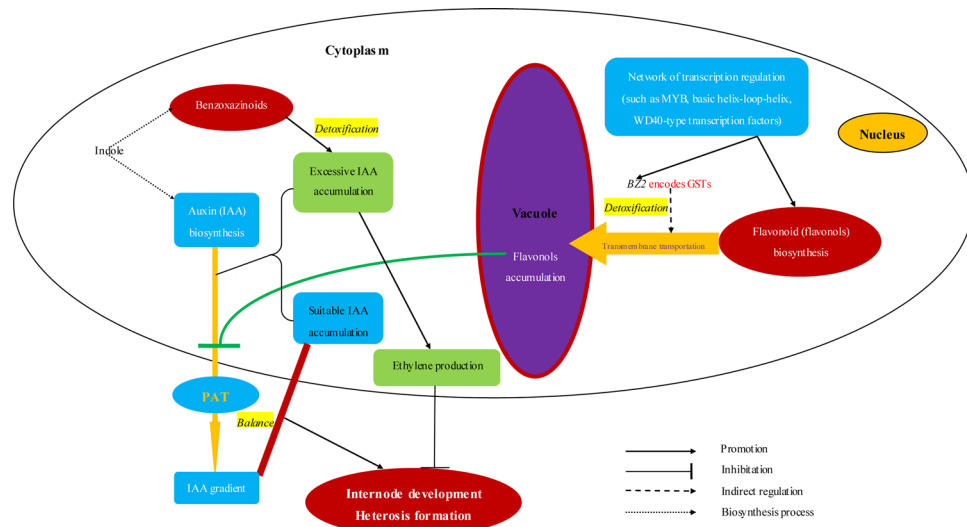 Cytoplasm
Network of transcription regulation
(such as MYB, basic helix-loop-helix,
WD40-type transcription factors)
Nucleus
Benzoxazinoids
Detoxification
Indole
Excessive IAA
accumulation
BZ2 encodes GSTs
Detoxification
Auxin (IAA)
biosynthesis
Vacuole
Flavonols
accumulation
Transmembrane transportation
Flavonoid (flavonols)
biosynthesis
Suitable IAA
accumulation
Ethylene production
PAT
Balance
IAA gradient
Internode development
Heterosis formation
Promotion
Inhibitation
Indirect regulation
Biosynthesis process